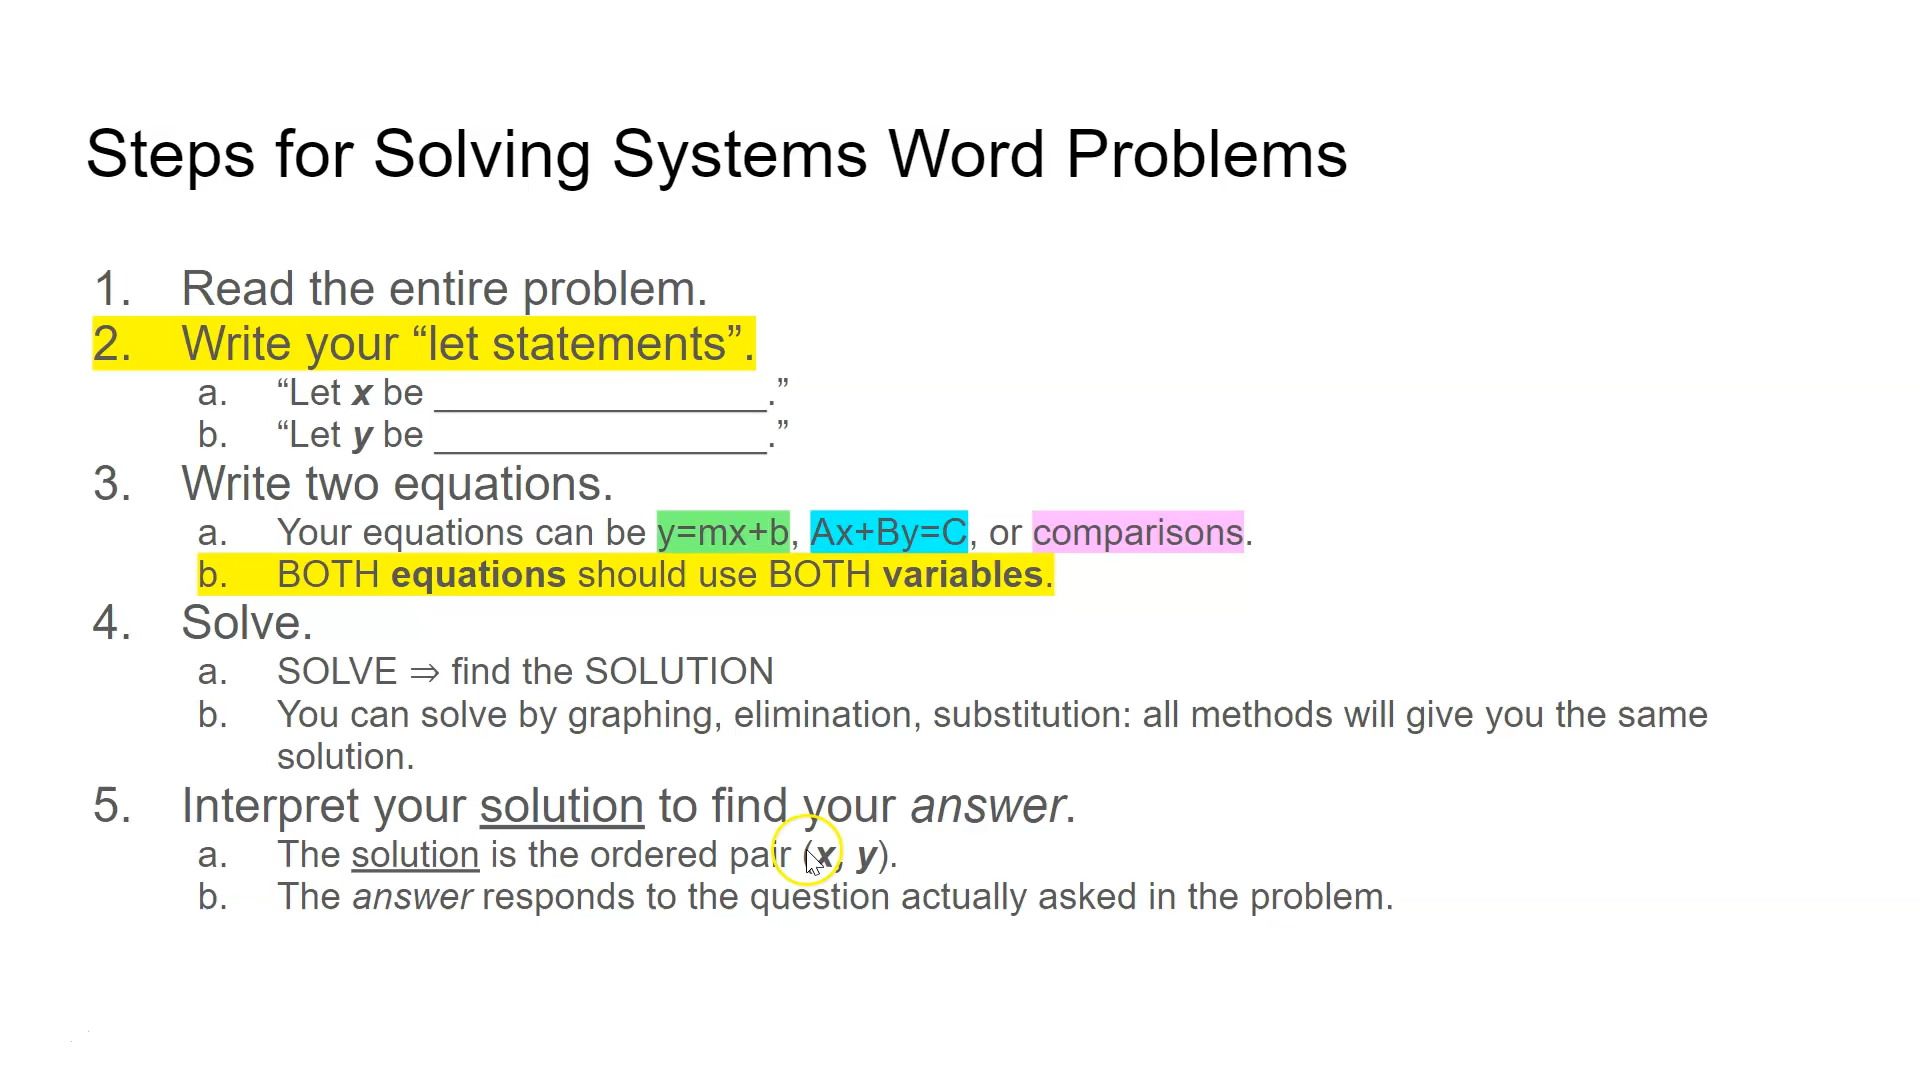 Steps for Solving Systems Word Problems
1. Read the entire problem.
2. Write your “let statements”.
a. “Let x be _________________.”
b. “Let y be _________________.”
3. Write two equations.
a. Your equations can be y=mx+b, Ax+By=C, or comparisons.
b. BOTH equations should use BOTH variables.
4. Solve.
a. SOLVE ⇒ find the SOLUTION
b. You can solve by graphing, elimination, substitution: all methods will give you the same
solution.
5. Interpret your solution to find your answer.
a. The solution is the ordered pair (x, y).
b. The answer responds to the question actually asked in the problem.